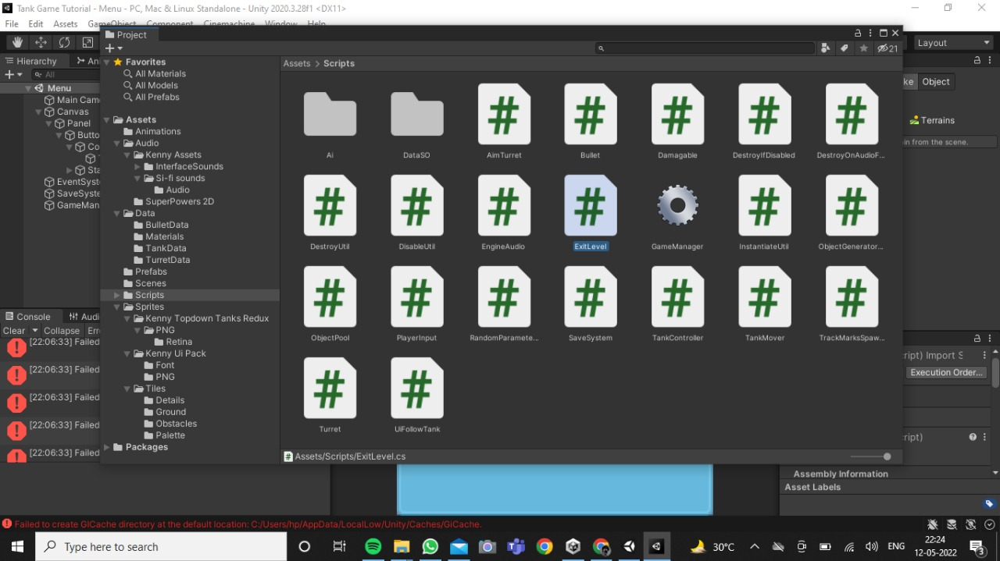 Tank Game Tutorial - Menu - PC, Mac & Linux Standalone - Unity 2020.3.28f1 <DX11>
File Edit Assets GameObject Component Cinemachine Window Help
Project
Layout
Hierarchy
All
21
Favorites
All Materials
All Models
All Prefabs
Assets > Scripts
Object
Menu
Main Cam
Canvas
Panel
Butto
Co
Sta
EventSyste
SaveSyste
GameMan
Terrains
in from the scene.
Assets
Animations
Audio
Kenny Assets
InterfaceSounds
Si-fi sounds
Audio
SuperPowers 2D
Data
BulletData
Materials
TankData
TurretData
Prefabs
Scenes
Scripts
Sprites
Kenny Topdown Tanks Redux
PNG
Retina
Kenny Ui Pack
Font
PNG
Tiles
Details
Ground
Obstacles
Palette
Packages
Ai DataSO AimTurret Bullet Damagable DestroyIfDisabled DestroyOnAudioF...
DestroyUtil DisableUtil EngineAudio ExitLevel GameManager InstantiateUtil ObjectGenerator...
ObjectPool PlayerInput RandomParamete... SaveSystem TankController TankMover TrackMarksSpaw...
Turret UiFollowTank
Assets/Scripts/ExitLevel.cs
Console Audi
Clear Collapse Err
[22:06:33] Failed
[22:06:33] Failed
[22:06:33] Failed
[22:06:33] Failed
[22:06:33] Failed
ript) Import S
Execution Order...
ript)
Assembly Information
Asset Labels
Failed to create GICache directory at the default location: C:/Users/hp/AppData/LocalLow/Unity/Caches/GiCache.
Type here to search
30°C
ENG
22:24
12-05-2022
3